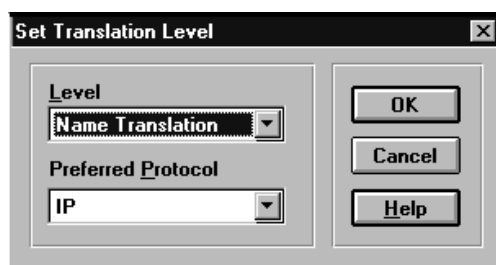 Set Translation Level
Level
Name Translation
Preferred Protocol
IP
OK
Cancel
Help